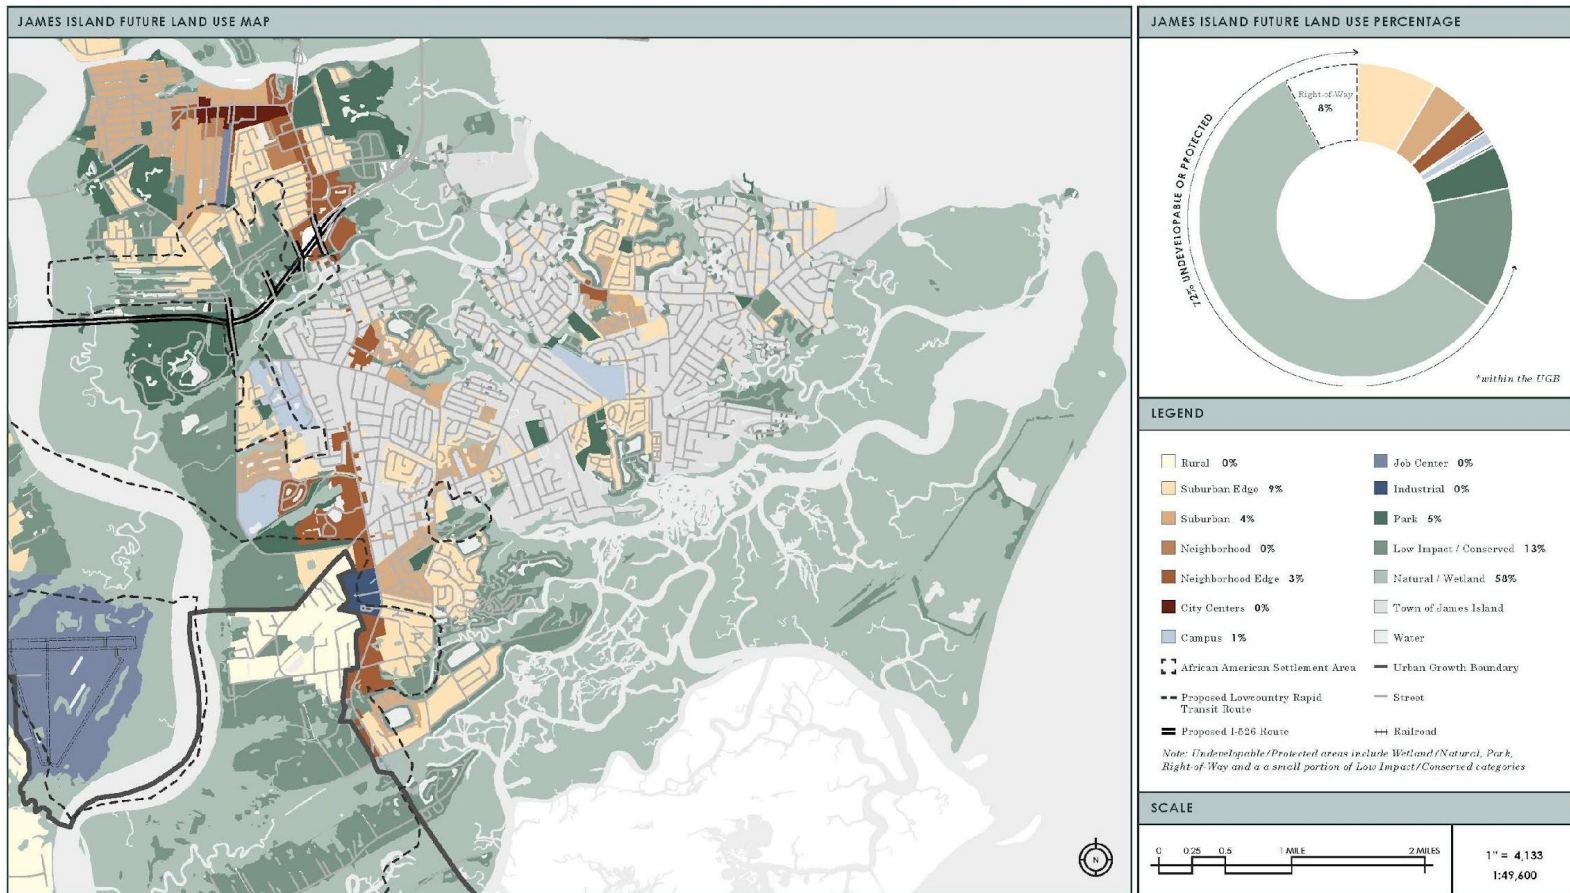 JAMES ISLAND FUTURE LAND USE MAP
JAMES ISLAND FUTURE LAND USE PERCENTAGE
Right-of-Way
8%
72% UNDEVELOPABLE OR PROTECTED
*within the UGB
LEGEND
Rural 0%
Suburban Edge 9%
Suburban 4%
Neighborhood 0%
Neighborhood Edge 3%
City Centers 0%
Campus 1%
African American Settlement Area
Proposed Lowcountry Rapid
Transit Route
Proposed I-526 Route
Job Center 0%
Industrial 0%
Park 5%
Low Impact / Conserved 13%
Natural / Wetland 58%
Town of James Island
Water
Urban Growth Boundary
Street
Railroad
Note: Undevelopable/Protected areas include Wetland/Natural, Park,
Right-of-Way and a a small portion of Low Impact/Conserved categories
SCALE
0 0.25 0.5 1 MILE 2 MILES
1" = 4,133
1:49,600
N